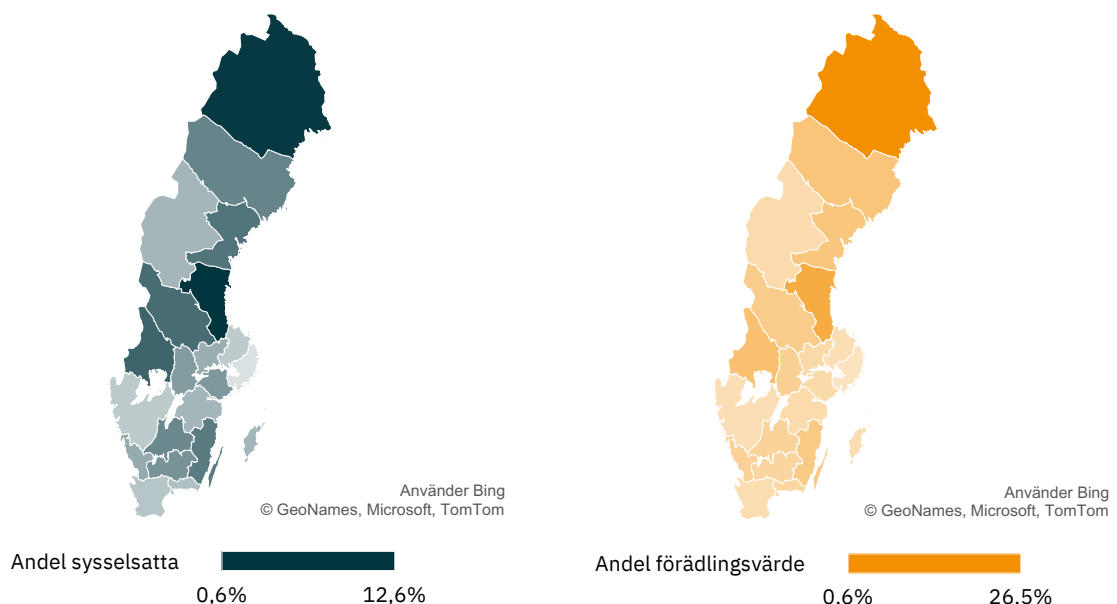 Använder Bing
© GeoNames, Microsoft, TomTom
Andel sysselsatta
0,6%
12,6%
Använder Bing
© GeoNames, Microsoft, TomTom
Andel förädlingsvärde
0,6%
26,5%